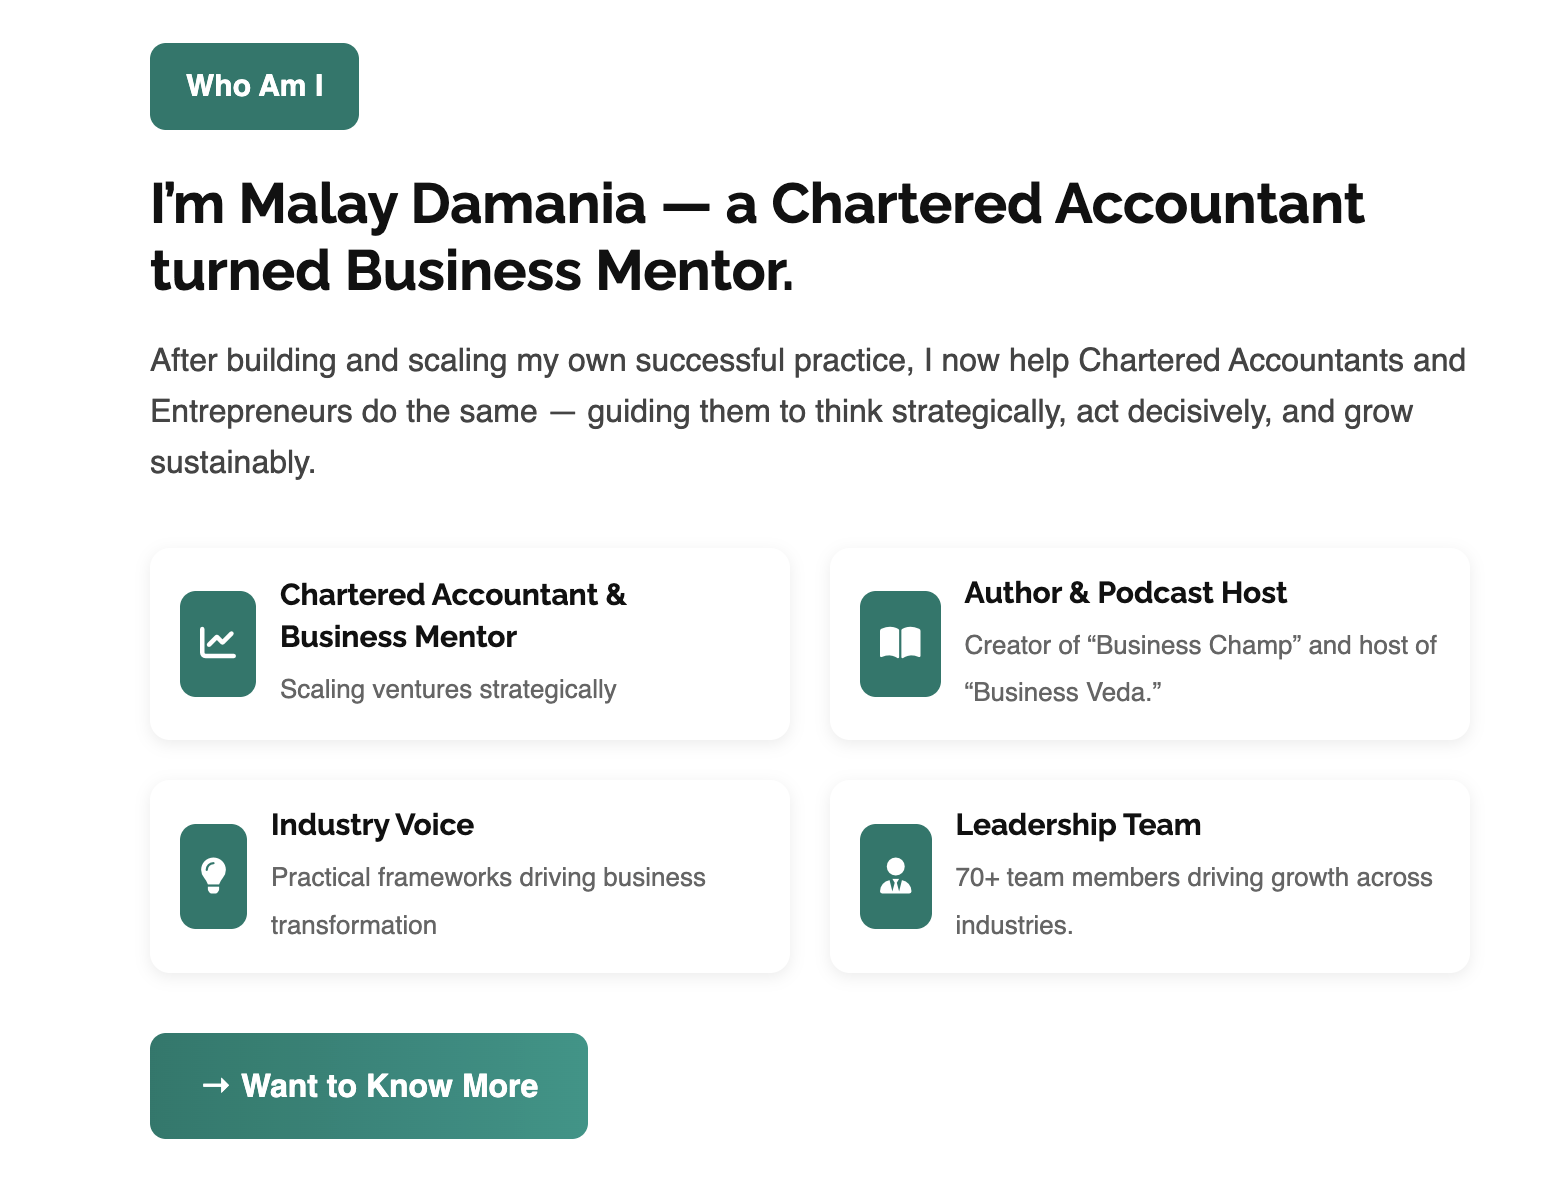 Who Am I
I’m Malay Damania — a Chartered Accountant
turned Business Mentor.
After building and scaling my own successful practice, I now help Chartered Accountants and
Entrepreneurs do the same — guiding them to think strategically, act decisively, and grow
sustainably.
Chartered Accountant &
Business Mentor
Scaling ventures strategically
Author & Podcast Host
Creator of “Business Champ” and host of
“Business Veda.”
Industry Voice
Practical frameworks driving business
transformation
Leadership Team
70+ team members driving growth across
industries.
→ Want to Know More